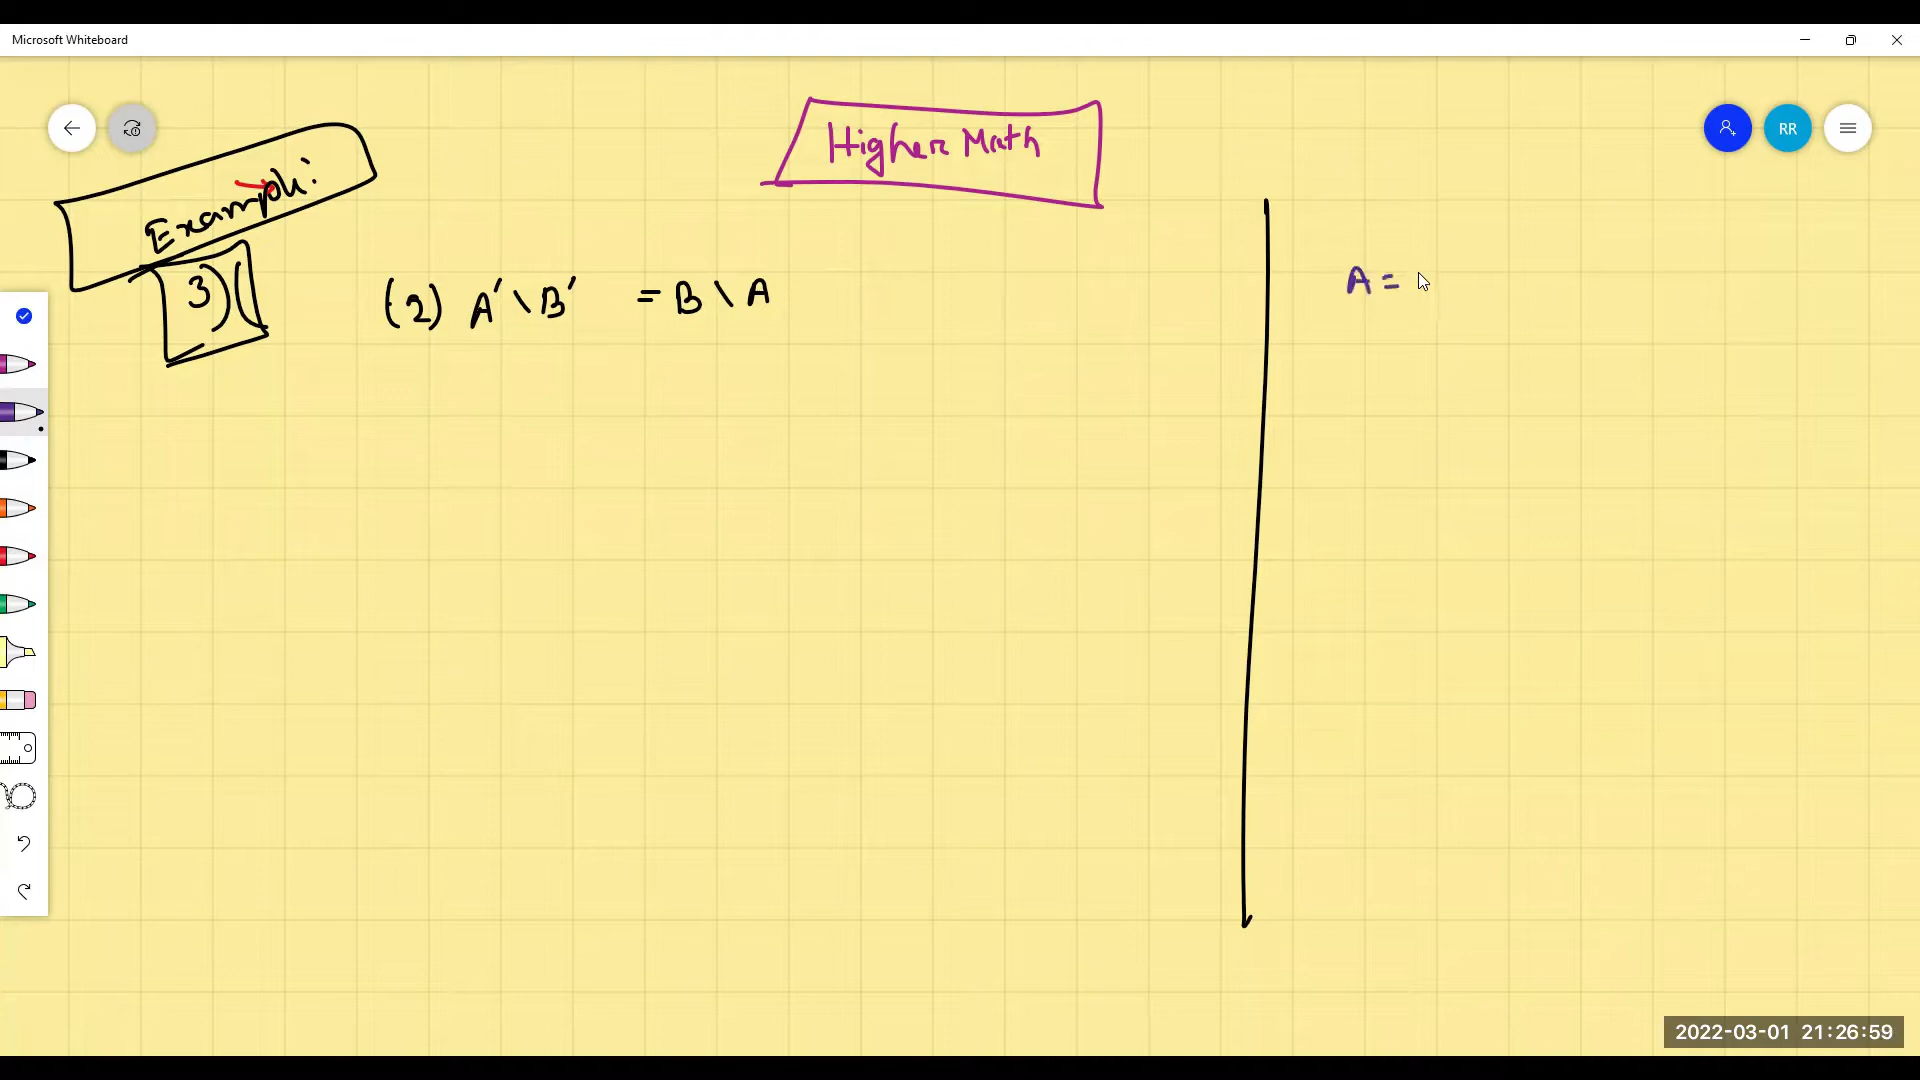 Microsoft Whiteboard
Higher Math
RR
Example:
3)
(2) A' \ B' = B \ A
A =
2022-03-01 21:26:59